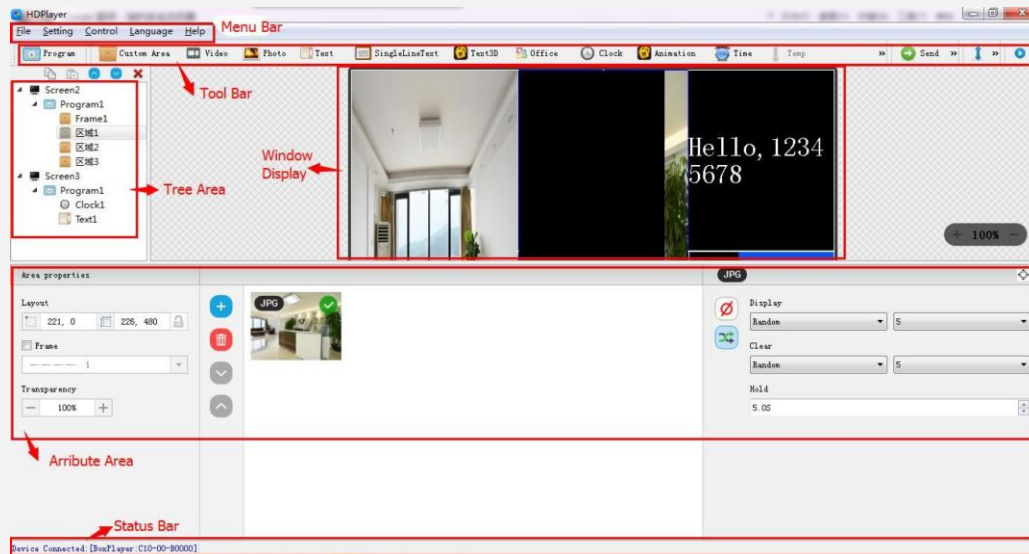 HDPlayer
File Setting Control Language Help Menu Bar
Program Custom Area Video Photo Text SingleLineText Text3D Office Clock Animation Time Temp » Send » »
Tool Bar
Screen2
Program1
Frame1
区域1
区域2
区域3
Screen3
Program1
Clock1
Text1
Tree Area
Window
Display
Hello, 1234
5678
+ 100% −
Area properties
Layout
221, 0 226, 480
Frame
1
Transparency
— 100% +
JPG
JPG
Display
Random 5
Clear
Random 5
Hold
5.0S
Arribute Area
Status Bar
Device Connected:[BoxPlayer:C10-00-B0000]